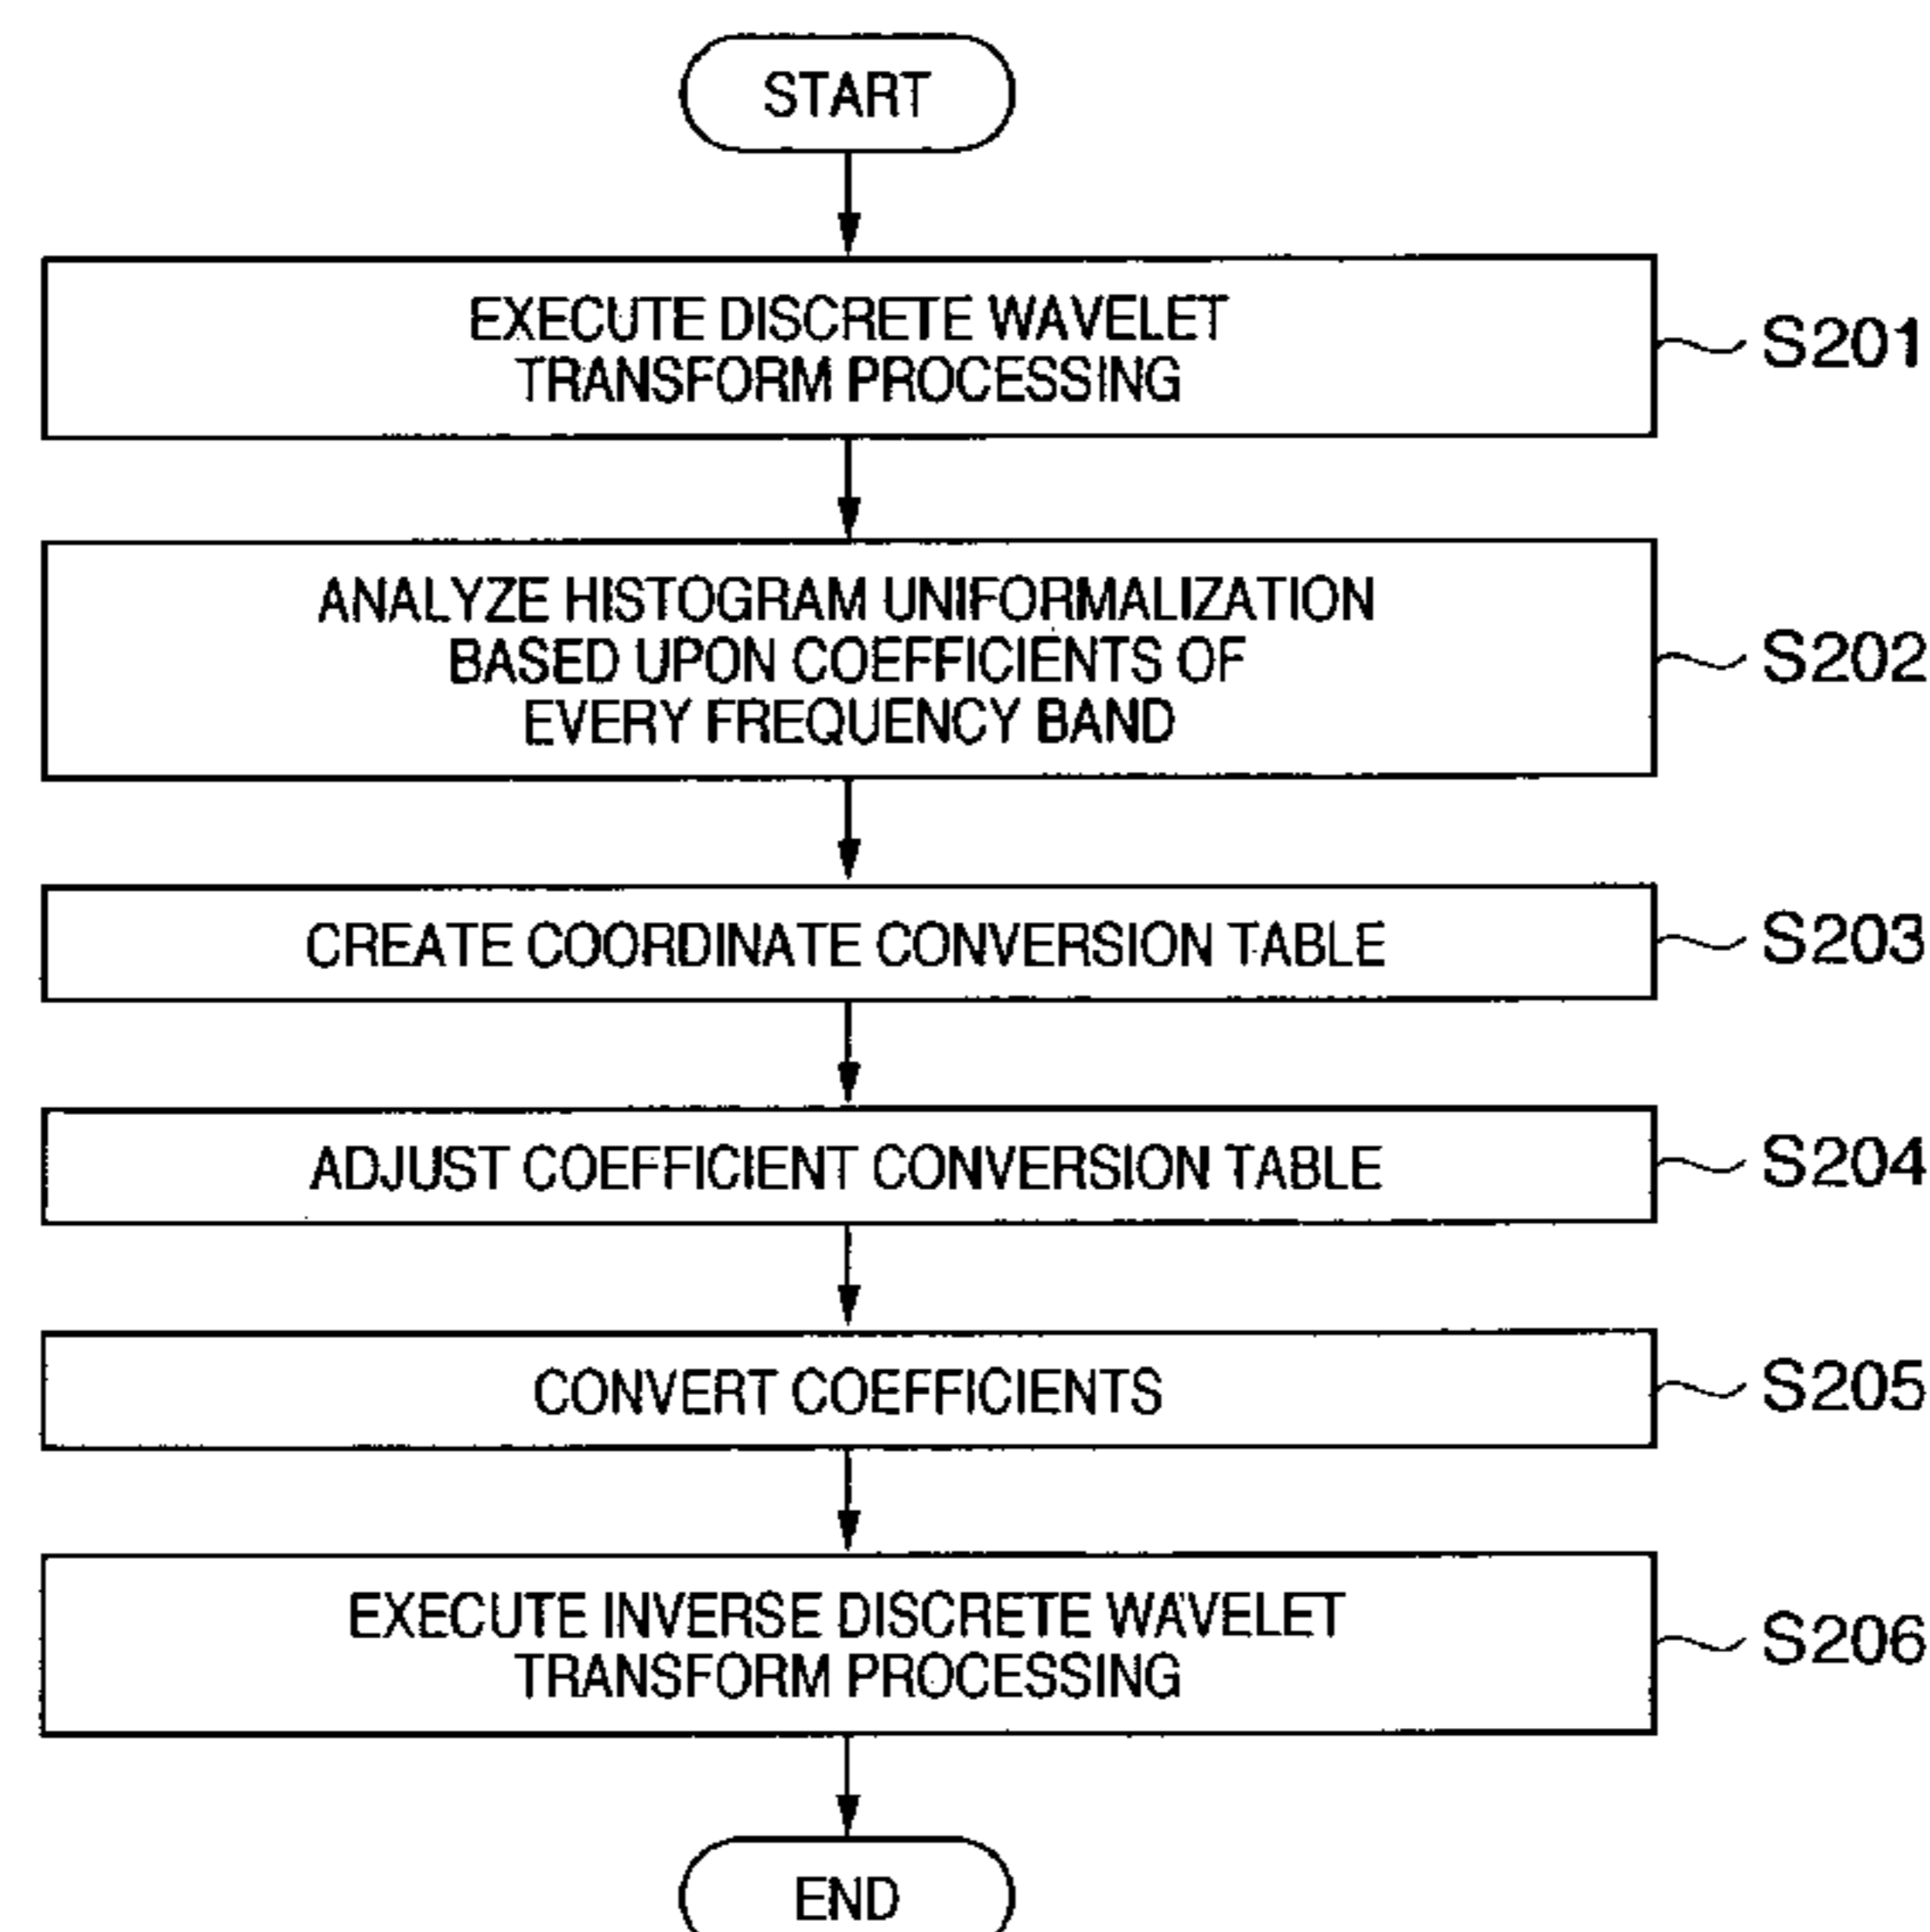 START
EXECUTE DISCRETE WAVELET
TRANSFORM PROCESSING
S201
ANALYZE HISTOGRAM UNIFORMALIZATION
BASED UPON COEFFICIENTS OF
EVERY FREQUENCY BAND
S202
CREATE COORDINATE CONVERSION TABLE
S203
ADJUST COEFFICIENT CONVERSION TABLE
S204
CONVERT COEFFICIENTS
S205
EXECUTE INVERSE DISCRETE WAVELET
TRANSFORM PROCESSING
S206
END